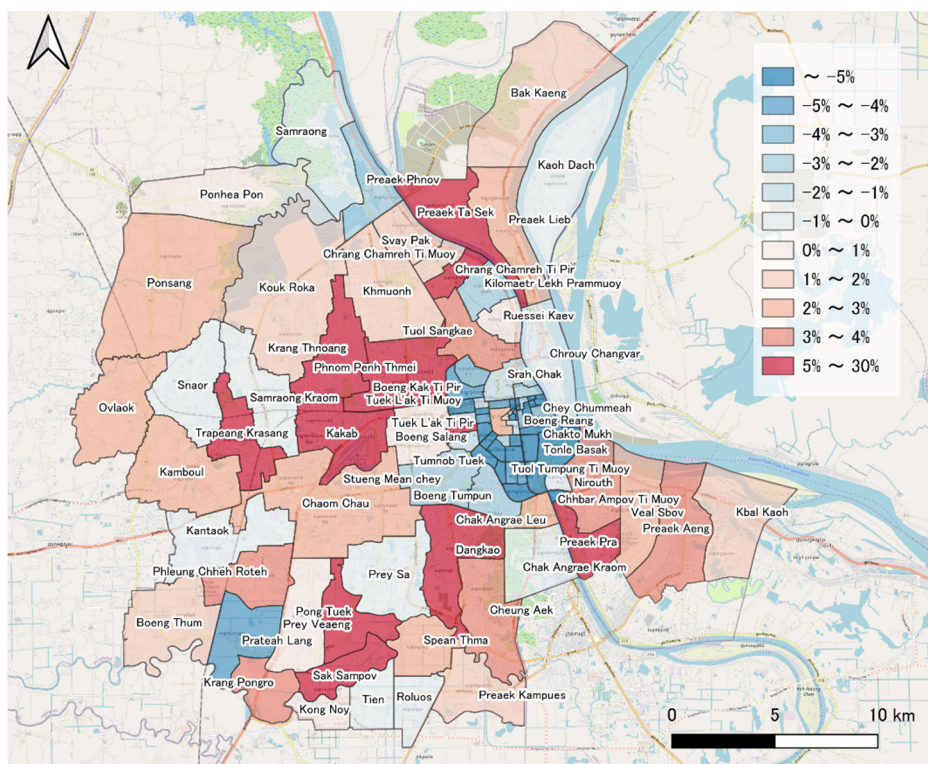 Bak Kaeng
~ -5%
-5% ~ -4%
-4% ~ -3%
-3% ~ -2%
-2% ~ -1%
-1% ~ 0%
0% ~ 1%
1% ~ 2%
2% ~ 3%
3% ~ 4%
5% ~ 30%
Samraong
Kaoh Dach
Preaek Phnov
Ponhea Pon
Preaek Ta Sek
Preaek Lieb
Svay Pak
Chrang Chamreh Ti Muoy
Chrang Chamreh Ti Pir
Ponsang
Kouk Roka
Khmuonh
Kilomaetr Lekh Prammuoy
Ruessei Kaev
Tuol Sangkae
Krang Thnoang
Chrouy Changvar
Phnom Penh Thmei
Srah Chak
Snaor
Boeng Kak Ti Pir
Samraong Kraom
Tuek L'ak Ti Muoy
Ovlaok
Chey Chummeah
Tuek L'ak Ti Pir
Boeng Reang
Trapeang Krasang
Kakab
Boeng Salang
Chakto Mukh
Tonle Basak
Kamboul
Tumnob Tuek
Tuol Tumpung Ti Muoy
Stueng Mean chey
Nirouth
Boeng Tumpun
Chhbar Ampov Ti Muoy
Chaom Chau
Veal Sbov
Kbal Kaoh
Chak Angrae Leu
Preaek Aeng
Kantaok
Preaek Pra
Dangkao
Chak Angrae Kraom
Phleung Chheh Roteh
Prey Sa
Pong Tuek
Cheung Aek
Boeng Thum
Prey Veaeng
Prateah Lang
Spean Thma
Sak Sampov
Krang Pongro
Tien
Roluos
Preaek Kampues
Kong Noy
0 5 10 km